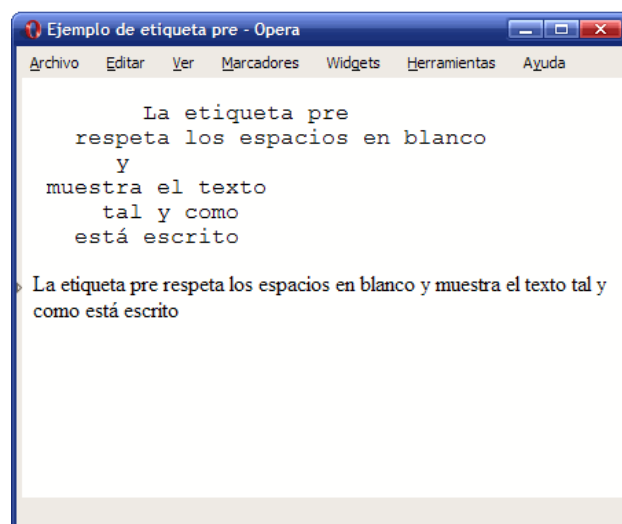 Ejemplo de etiqueta pre - Opera
Archivo Editar Ver Marcadores Widgets Herramientas Ayuda
La etiqueta pre
respeta los espacios en blanco
y
muestra el texto
tal y como
está escrito
La etiqueta pre respeta los espacios en blanco y muestra el texto tal y
como está escrito